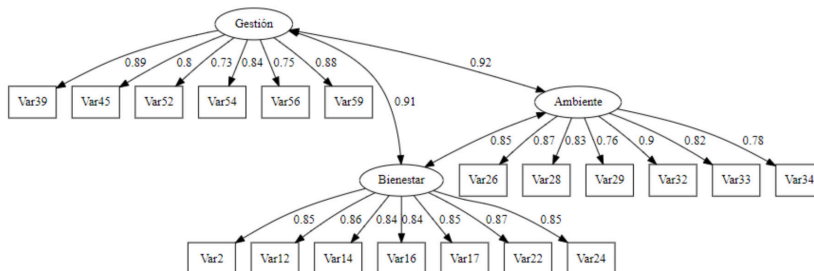 Gestión
0.89 0.8 0.73 0.84 0.75 0.88 0.92
Var39 Var45 Var52 Var54 Var56 Var59
0.91
Ambiente
0.85 0.87 0.83 0.76 0.9 0.82 0.78
Bienestar
Var26 Var28 Var29 Var32 Var33 Var34
0.85 0.86 0.84 0.84 0.85 0.87 0.85
Var2 Var12 Var14 Var16 Var17 Var22 Var24